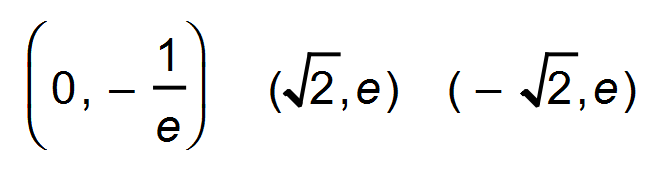 (0, −1/e) (√2, e) (−√2, e)